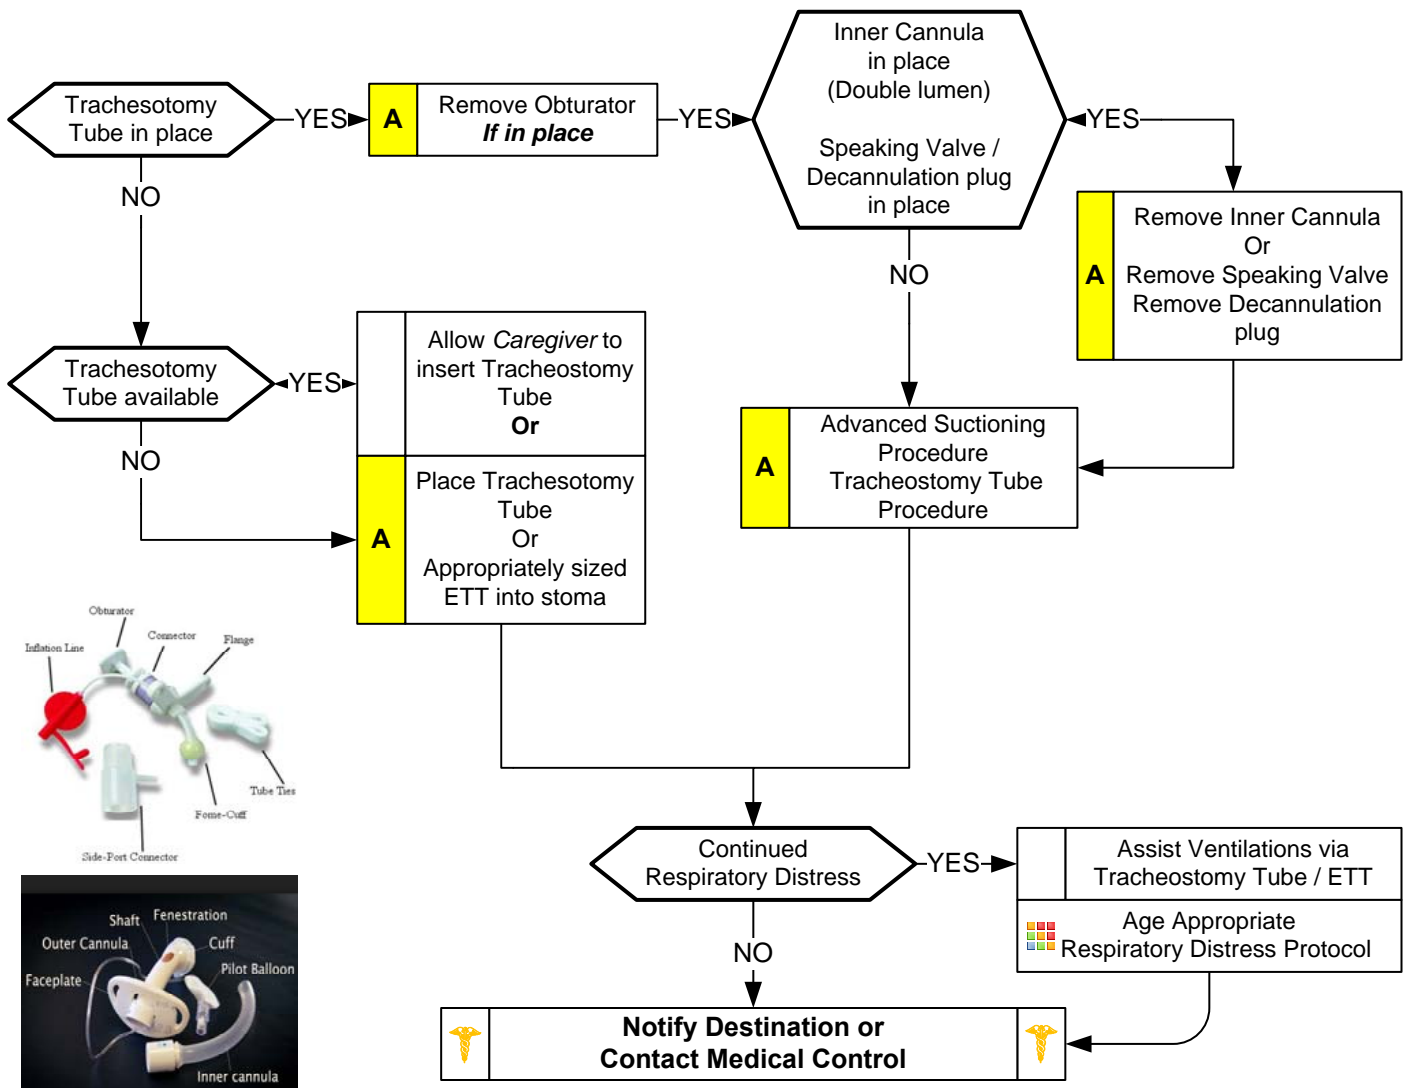 Trachesotomy
Tube in place
YES
A
Remove Obturator
If in place
YES
Inner Cannula
in place
(Double lumen)
Speaking Valve /
Decannulation plug
in place
YES
A
Remove Inner Cannula
Or
Remove Speaking Valve
Remove Decannulation
plug
NO
NO
Trachesotomy
Tube available
YES
Allow Caregiver to
insert Tracheostomy
Tube
Or
NO
A
Place Trachesotomy
Tube
Or
Appropriately sized
ETT into stoma
A
Advanced Suctioning
Procedure
Tracheostomy Tube
Procedure
Obturator
Connector
Flange
Inflation Line
Tube Ties
Fome-Cuff
Side-Port Connector
Continued
Respiratory Distress
YES
Assist Ventilations via
Tracheostomy Tube / ETT
Age Appropriate
Respiratory Distress Protocol
NO
Notify Destination or
Contact Medical Control
Shaft
Fenestration
Outer Cannula
Cuff
Faceplate
Pilot Balloon
Inner cannula